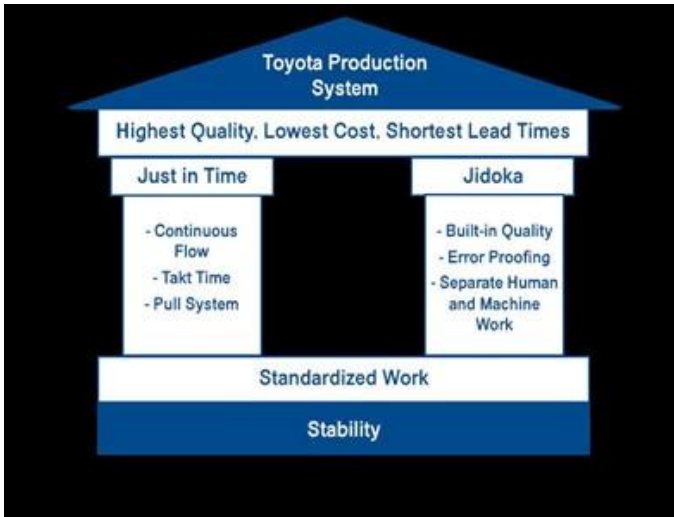 Toyota Production
System
Highest Quality, Lowest Cost, Shortest Lead Times
Just in Time
Jidoka
- Continuous
Flow
- Takt Time
- Pull System
- Built-in Quality
- Error Proofing
- Separate Human
and Machine
Work
Standardized Work
Stability